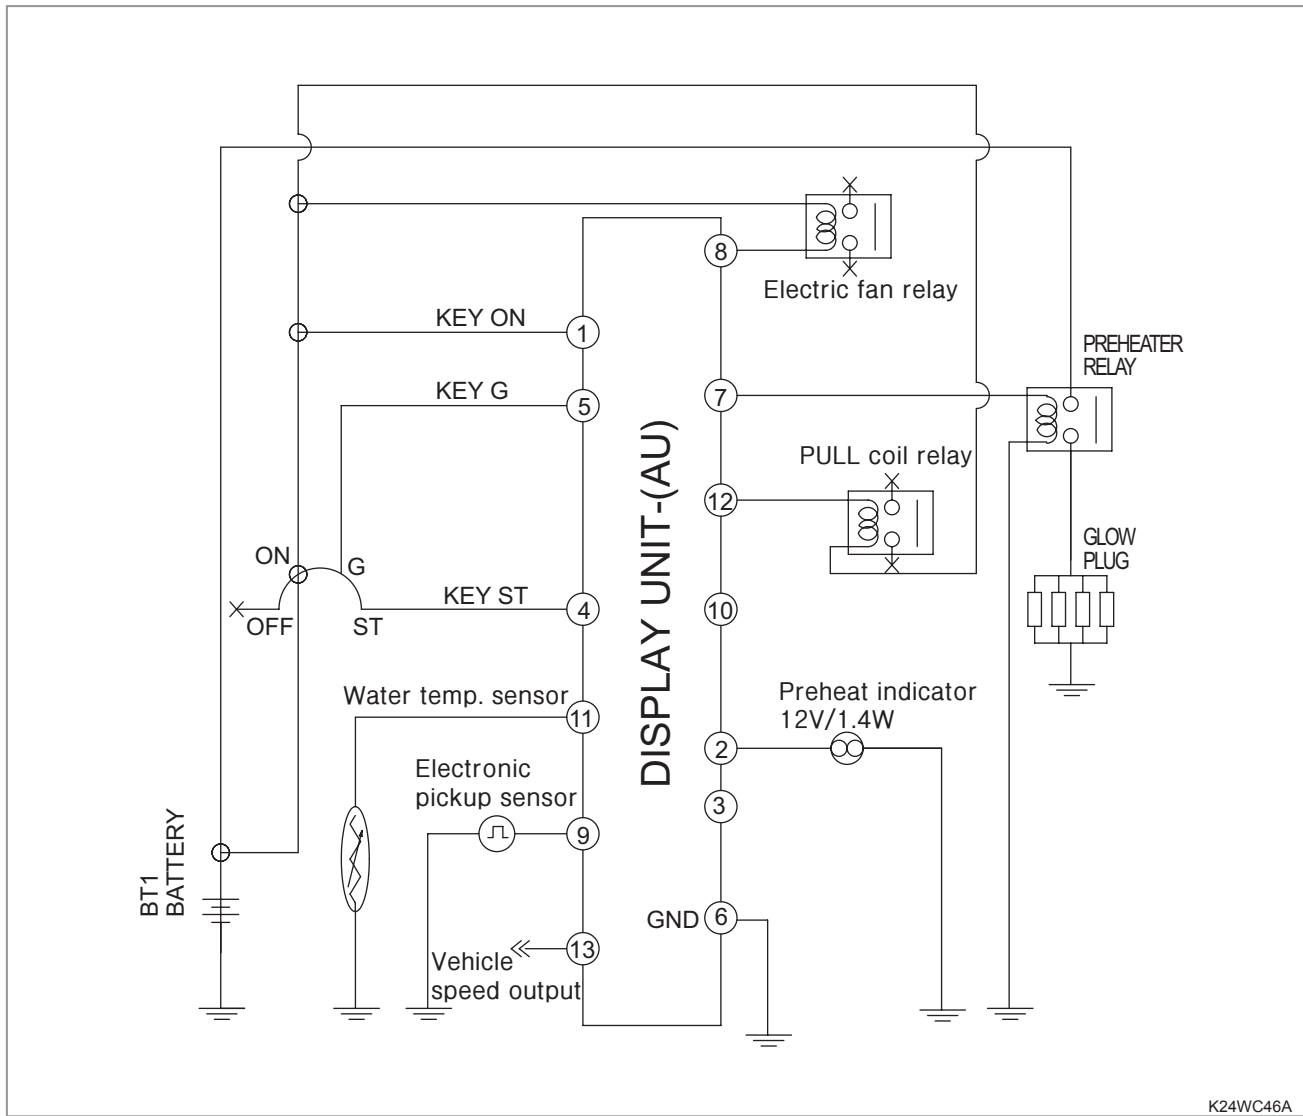 8
Electric fan relay
KEY ON
1
PREHEATER
RELAY
KEY G
5
7
PULL coil relay
12
ON
G
GLOW
PLUG
OFF
ST
KEY ST
4
10
DISPLAY UNIT-(AU)
Water temp. sensor
11
Preheat indicator
12V/1.4W
2
Electronic
pickup sensor
3
9
BT1
BATTERY
GND
6
13
Vehicle
speed output
K24WC46A